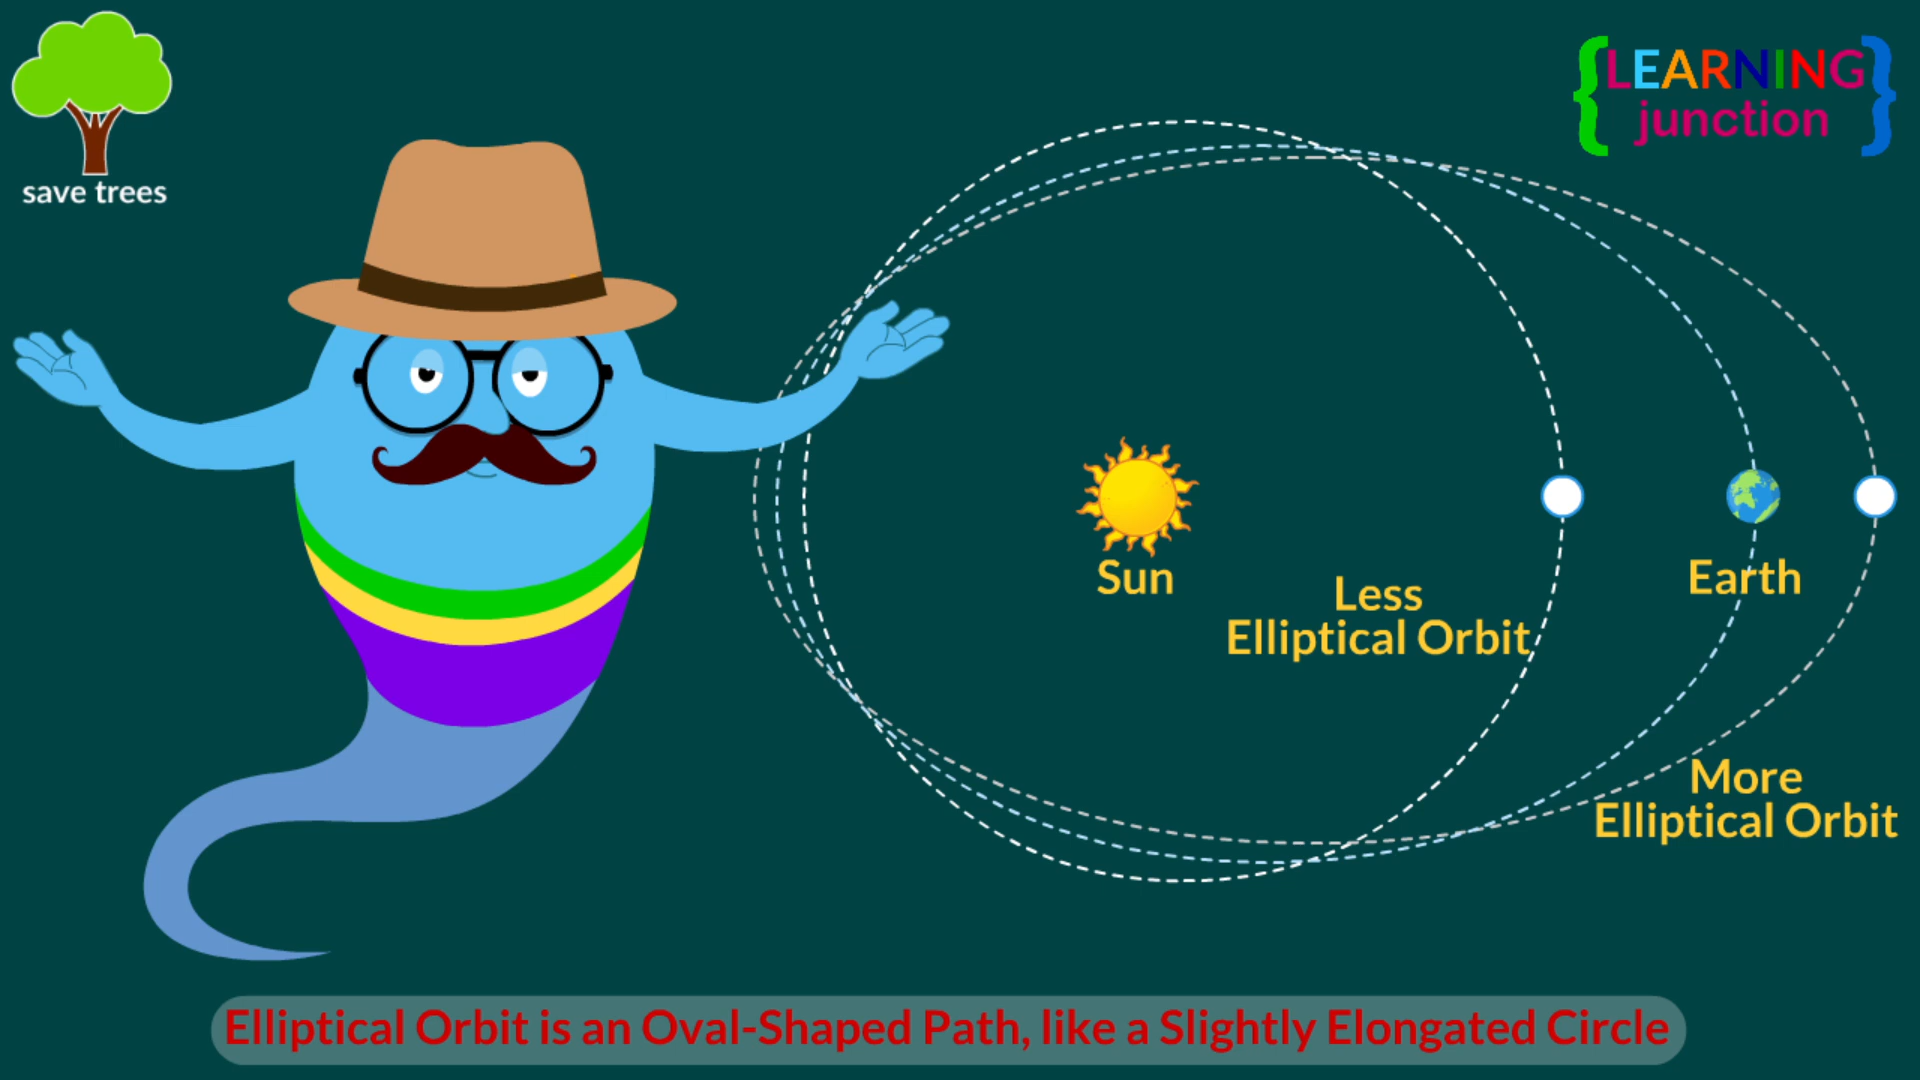 save trees
{LEARNING}
junction
Sun
Less
Elliptical Orbit
Earth
More
Elliptical Orbit
Elliptical Orbit is an Oval-Shaped Path, like a Slightly Elongated Circle